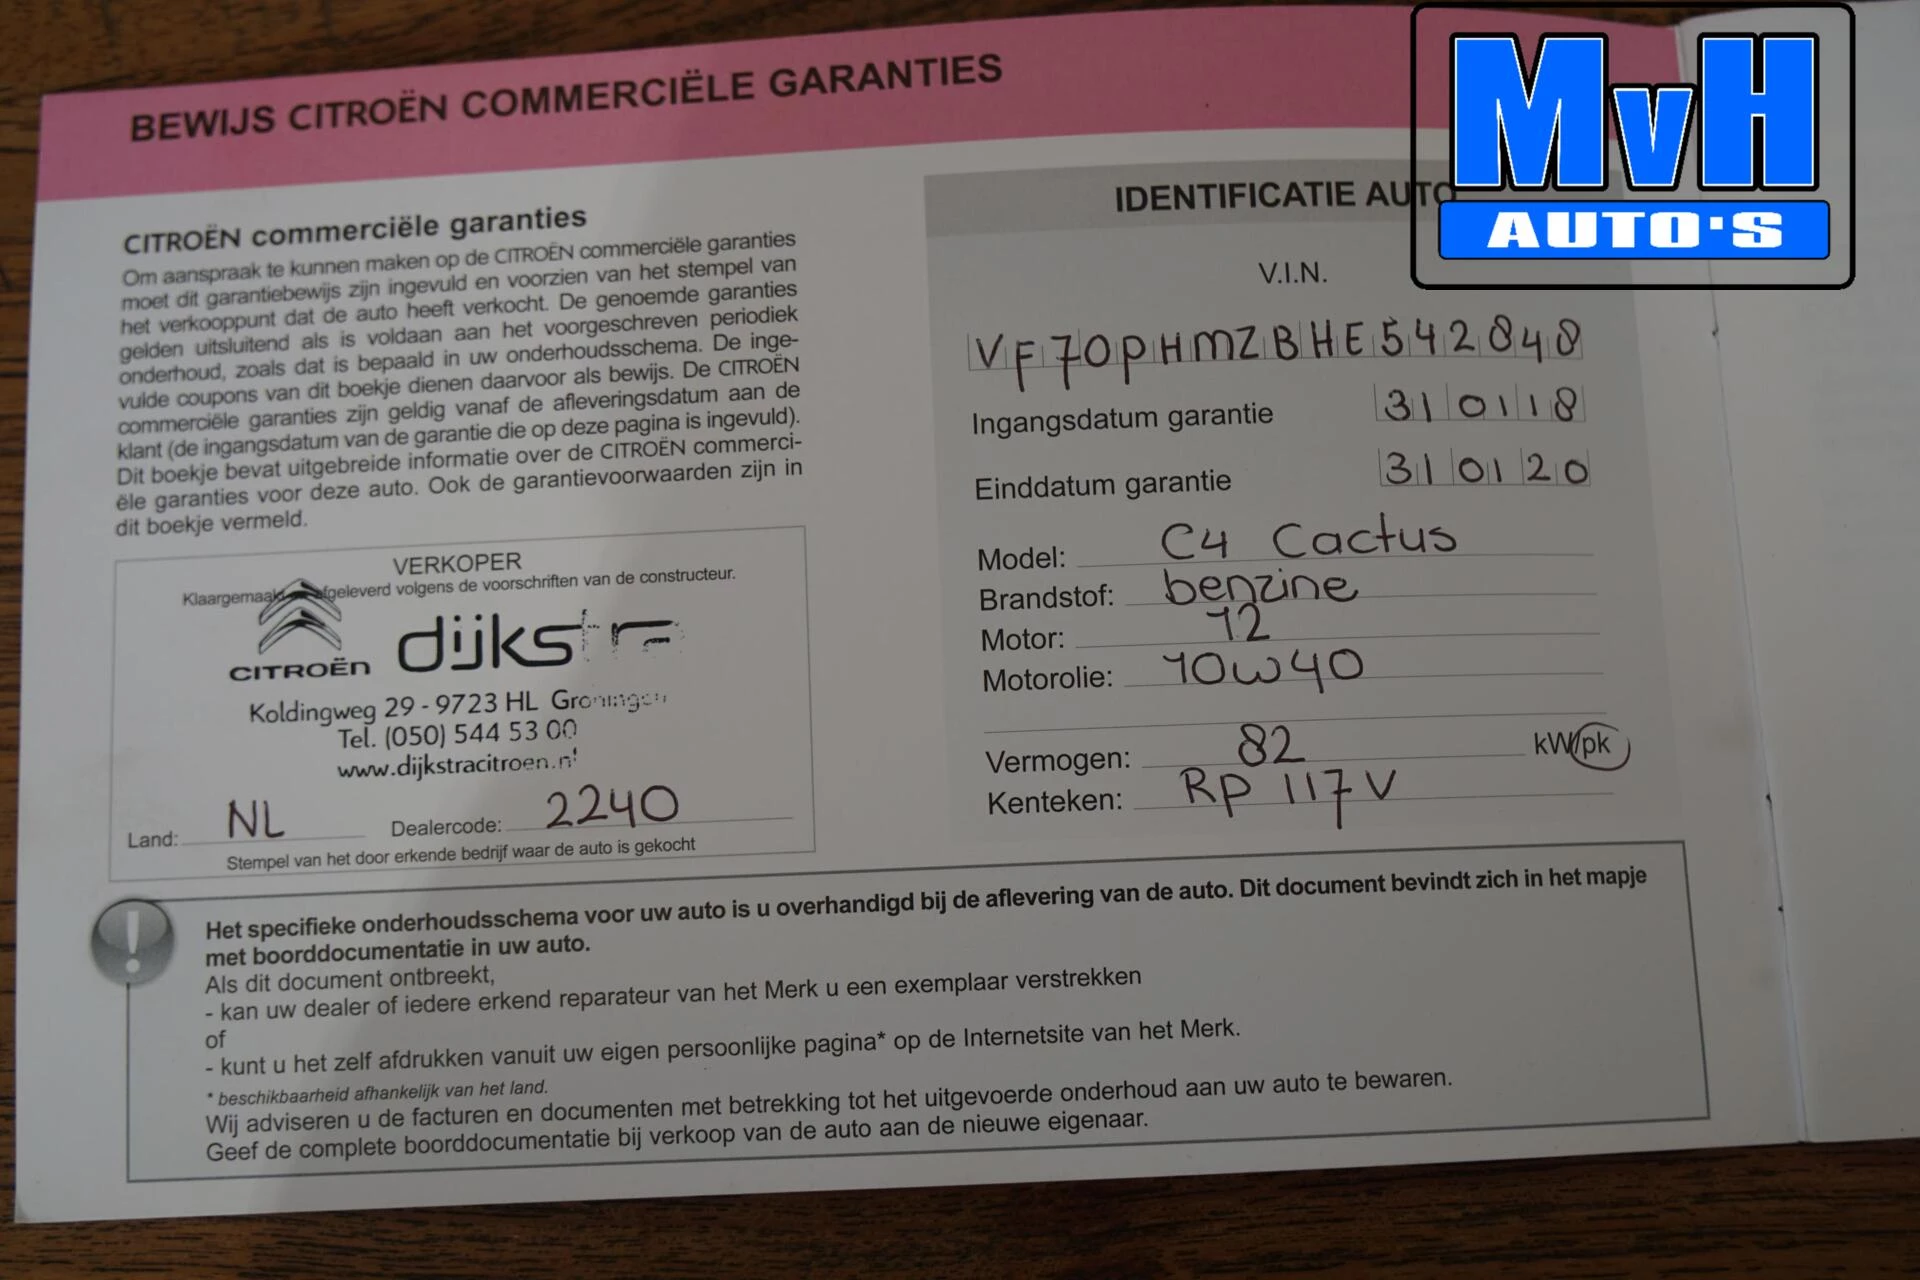 BEWIJS CITROËN COMMERCIËLE GARANTIES
MvH
AUTO'S
CITROËN commerciële garanties
Om aanspraak te kunnen maken op de CITROËN commerciële garanties
moet dit garantiebewijs zijn ingevuld en voorzien van het stempel van
het verkooppunt dat de auto heeft verkocht. De genoemde garanties
gelden uitsluitend als is voldaan aan het voorgeschreven periodiek
onderhoud, zoals dat is bepaald in uw onderhoudsschema. De inge-
vulde coupons van dit boekje dienen daarvoor als bewijs. De CITROËN
commerciële garanties zijn geldig vanaf de afleveringsdatum aan de
klant (de ingangsdatum van de garantie die op deze pagina is ingevuld).
Dit boekje bevat uitgebreide informatie over de CITROËN commerci-
ële garanties voor deze auto. Ook de garantievoorwaarden zijn in
dit boekje vermeld.
VERKOPER
Klaargemaakt en afgeleverd volgens de voorschriften van de constructeur.
CITROËN dijkstra
Koldingweg 29 - 9723 HL Groningen
Tel. (050) 544 53 00
www.dijkstracitroen.nl
Land: NL Dealercode: 2240
Stempel van het door erkende bedrijf waar de auto is gekocht
IDENTIFICATIE AUTO
V.I.N.
VF70PHMZBHE542848
Ingangsdatum garantie 310118
Einddatum garantie 310120
Model: C4 Cactus
Brandstof: benzine
Motor: 12
Motorolie: 10W40
Vermogen: 82 kW/pk
Kenteken: RP 117 V
Het specifieke onderhoudsschema voor uw auto is u overhandigd bij de aflevering van de auto. Dit document bevindt zich in het mapje
met boorddocumentatie in uw auto.
Als dit document ontbreekt,
- kan uw dealer of iedere erkend reparateur van het Merk u een exemplaar verstrekken
of
- kunt u het zelf afdrukken vanuit uw eigen persoonlijke pagina* op de Internetsite van het Merk.
* beschikbaarheid afhankelijk van het land.
Wij adviseren u de facturen en documenten met betrekking tot het uitgevoerde onderhoud aan uw auto te bewaren.
Geef de complete boorddocumentatie bij verkoop van de auto aan de nieuwe eigenaar.